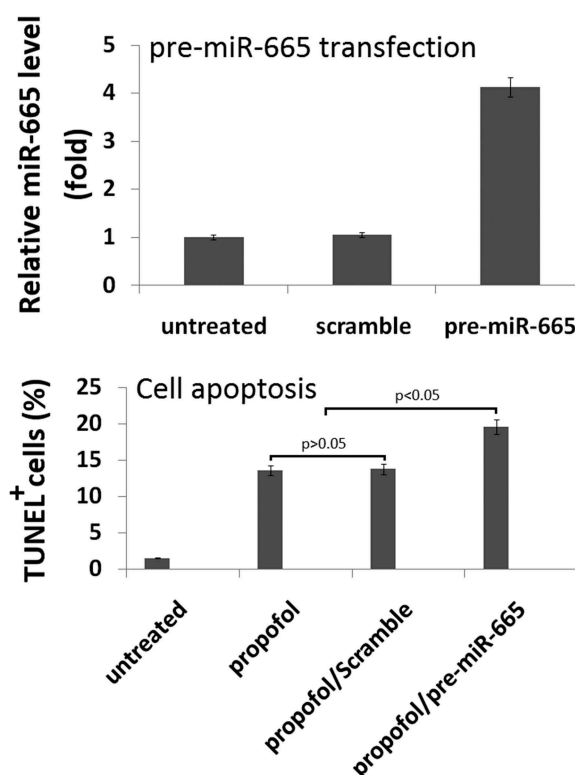 pre-miR-665 transfection
Relative miR-665 level
(fold)
5
4
3
2
1
0
untreated
scramble
pre-miR-665
Cell apoptosis
TUNEL+ cells (%)
25
20
15
10
5
0
p<0.05
p>0.05
untreated
propofol
propofol/Scramble
propofol/pre-miR-665